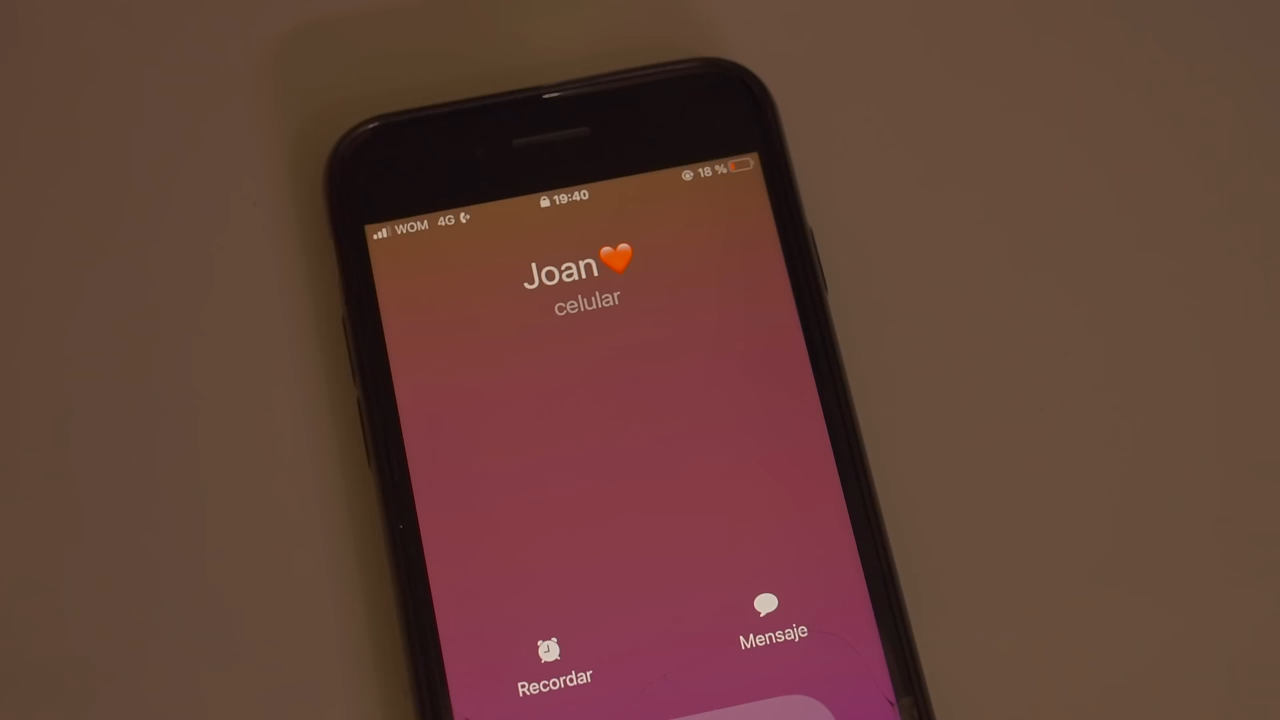 WOM 4G 19:40 18 %
Joan🧡
celular
Recordar
Mensaje